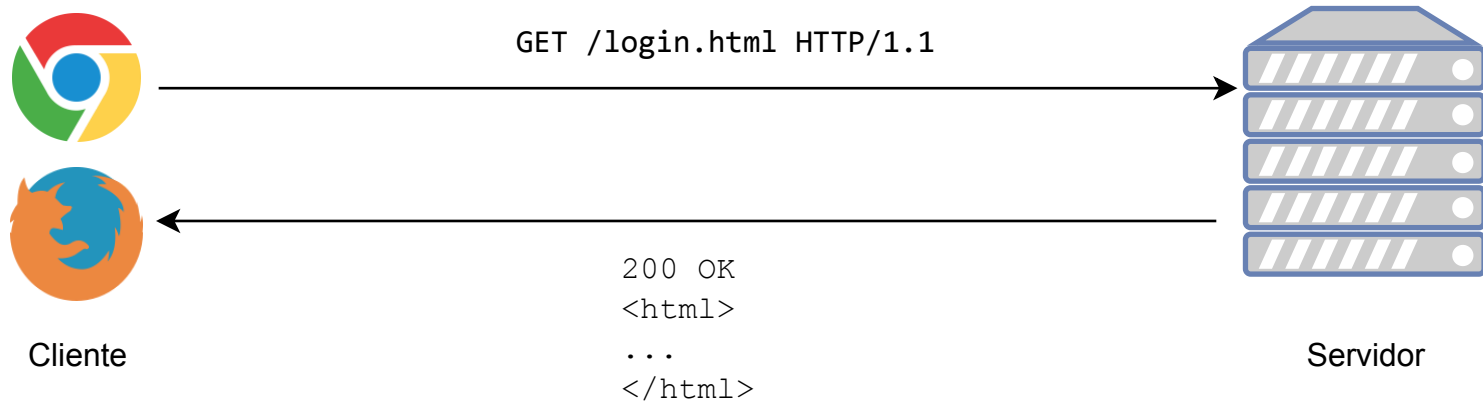 GET /login.html HTTP/1.1
200 OK
<html>
...
</html>
Cliente
Servidor